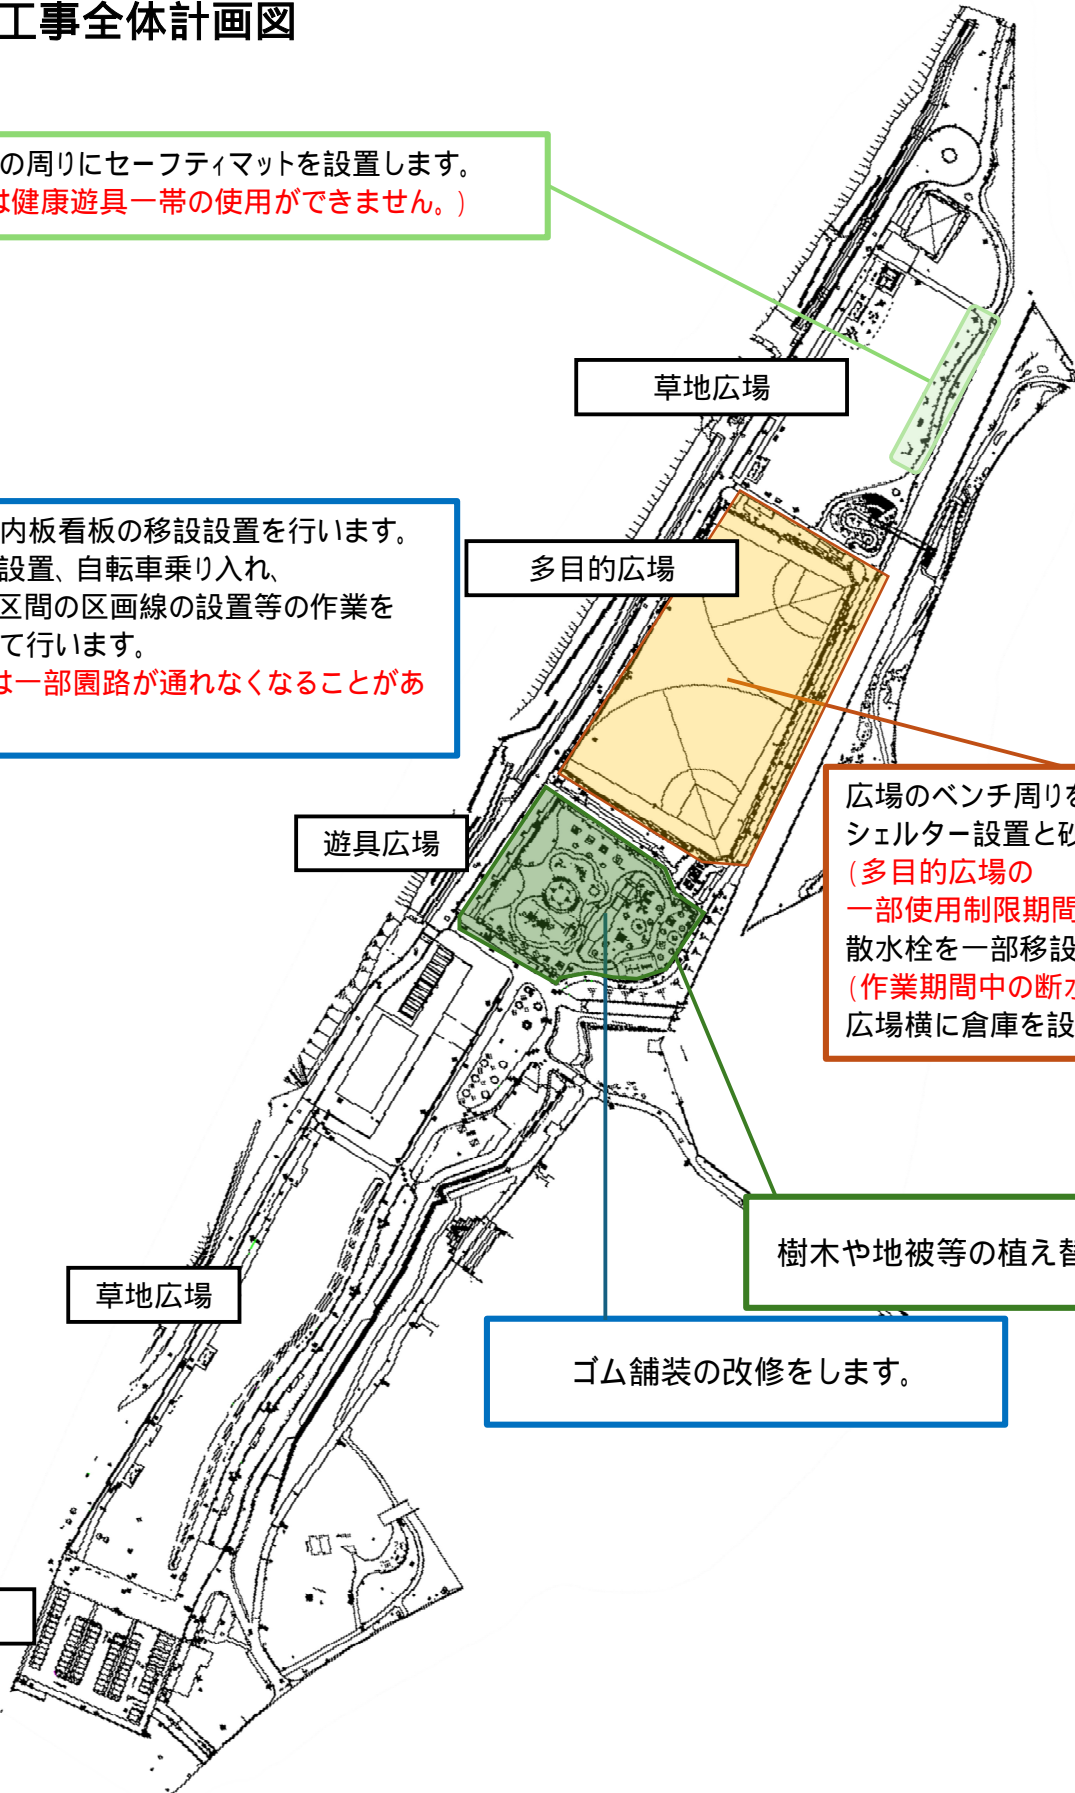 工事全体計画図
の周りにセーフティマットを設置します。
は健康遊具一帯の使用ができません。)
草地広場
内板看板の移設設置を行います。
設置、自転車乗り入れ、
区間の区画線の設置等の作業を
て行います。
は一部園路が通れなくなることがあ
多目的広場
遊具広場
広場のベンチ周りを
シェルター設置と砂
(多目的広場の
一部使用制限期間
散水栓を一部移設
(作業期間中の断水
広場横に倉庫を設
樹木や地被等の植え替
草地広場
ゴム舗装の改修をします。